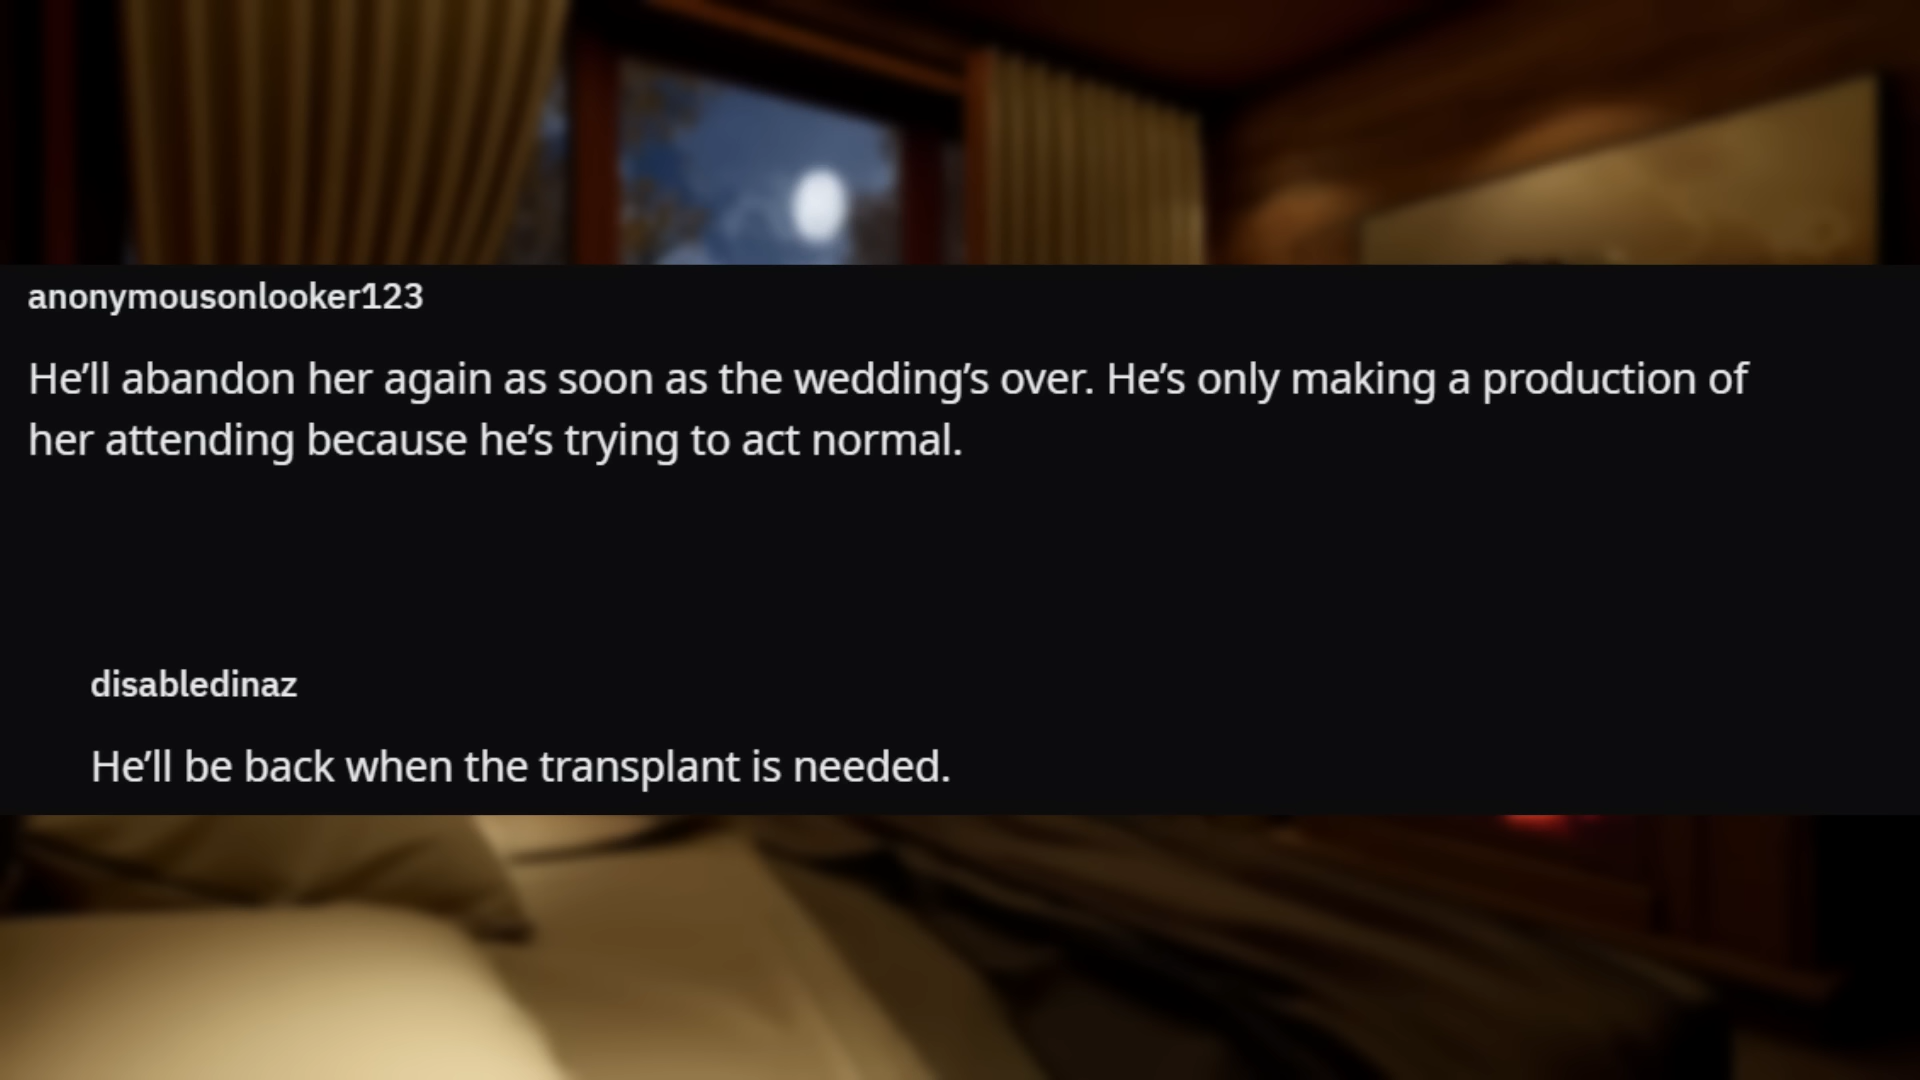 anonymousonlooker123
He’ll abandon her again as soon as the wedding’s over. He’s only making a production of
her attending because he’s trying to act normal.
disabledinaz
He’ll be back when the transplant is needed.